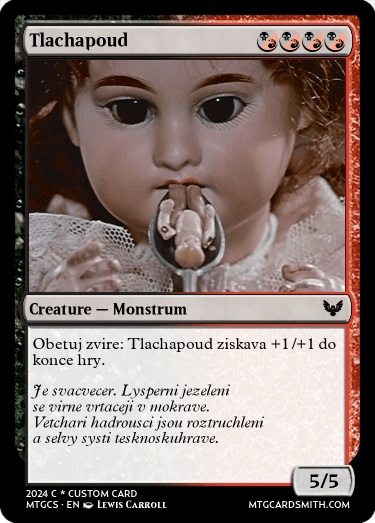 Tlachapoud
Creature — Monstrum
Obetuj zvire: Tlachapoud ziskava +1/+1 do
konce hry.
Je svacvecer. Lysperni jezeleni
se virne vrtaceji v mokrave.
Vetchari hadrousci jsou roztruchleni
a selvy systi tesknoskuhrave.
5/5
2024 C * CUSTOM CARD
MTGCS · EN LEWIS CARROLL
MTGCARDSMITH.COM